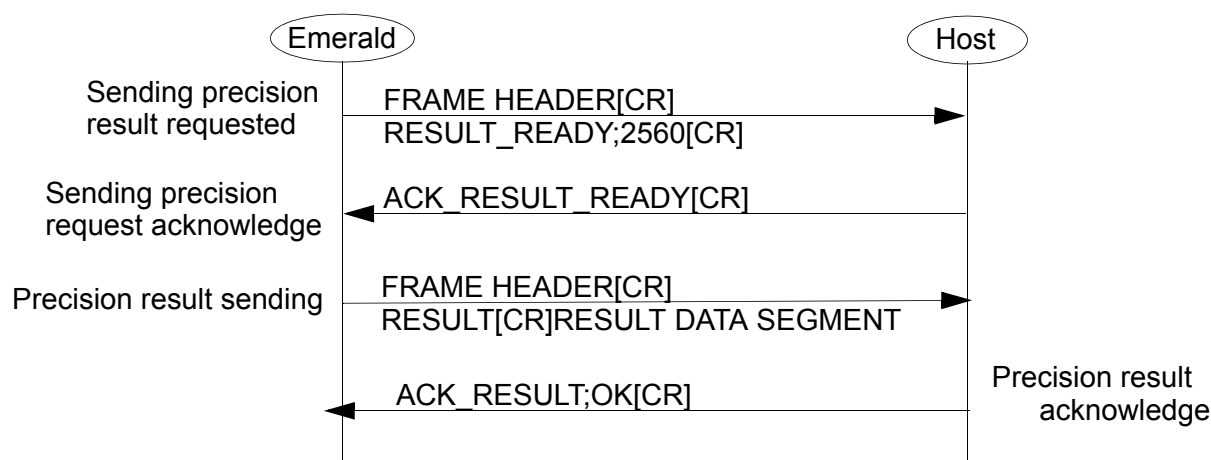 Emerald
Host
Sending precision
result requested
FRAME HEADER[CR]
RESULT_READY;2560[CR]
Sending precision
request acknowledge
ACK_RESULT_READY[CR]
Precision result sending
FRAME HEADER[CR]
RESULT[CR]RESULT DATA SEGMENT
ACK_RESULT;OK[CR]
Precision result
acknowledge